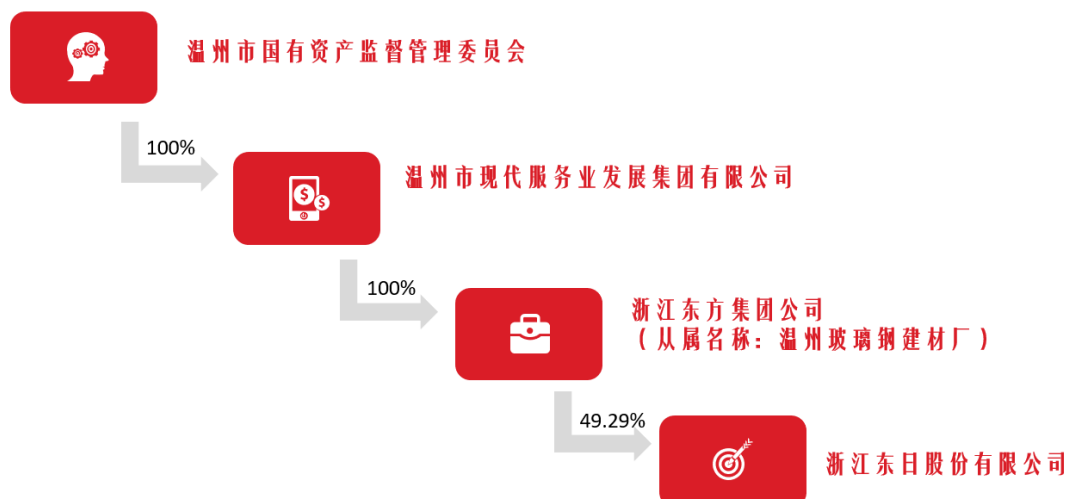 温州市国有资产监督管理委员会
100%
温州市现代服务业发展集团有限公司
100%
浙江东方集团公司
（从属名称：温州玻璃钢建材厂）
49.29%
浙江东日股份有限公司